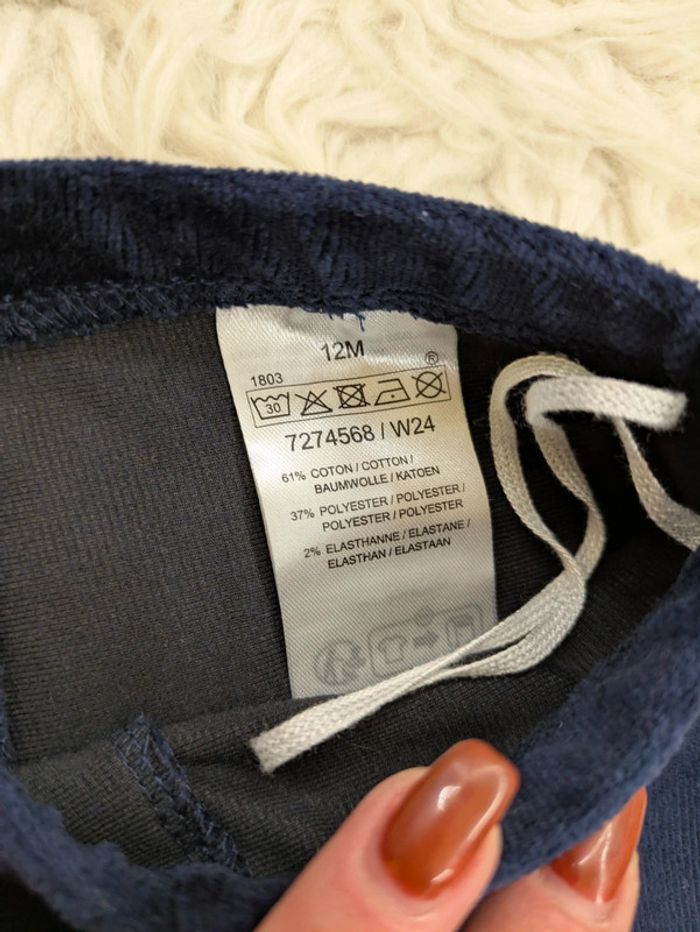 12M
1803
®
30
7274568 / W24
61% COTON / COTTON /
BAUMWOLLE / KATOEN
37% POLYESTER / POLYESTER /
POLYESTER / POLYESTER
2% ELASTHANNE / ELASTANE /
ELASTHAN / ELASTAAN